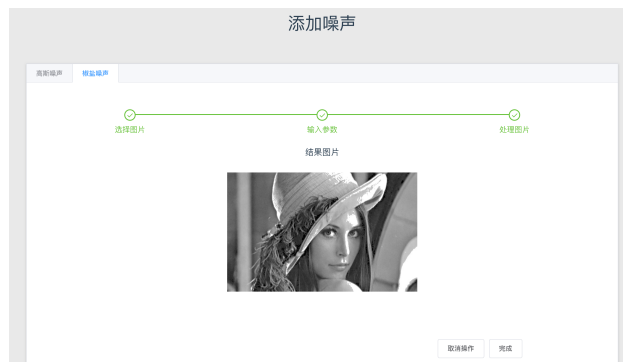 添加噪声
高斯噪声 椒盐噪声
选择图片 输入参数 处理图片
结果图片
取消操作 完成